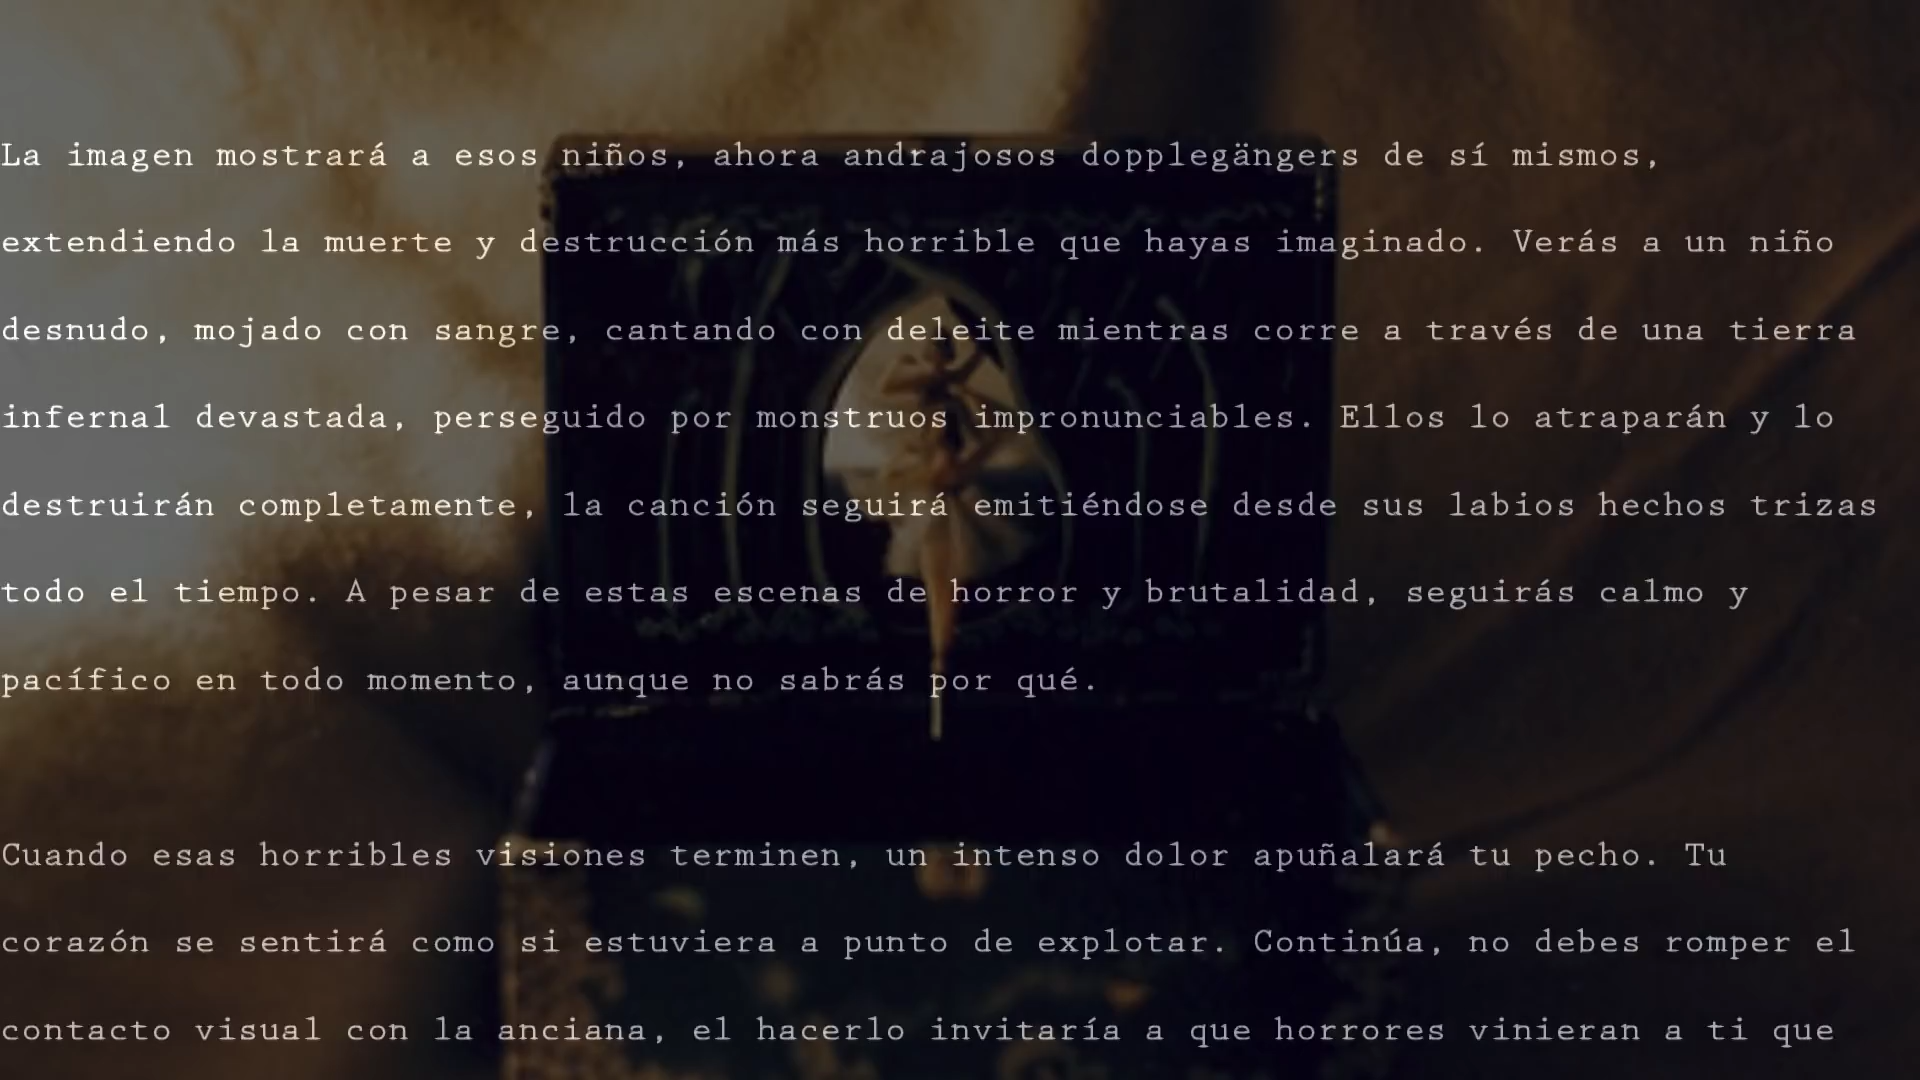 La imagen mostrará a esos niños, ahora andrajosos dopplegängers de sí mismos,
extendiendo la muerte y destrucción más horrible que hayas imaginado. Verás a un niño
desnudo, mojado con sangre, cantando con deleite mientras corre a través de una tierra
infernal devastada, perseguido por monstruos impronunciables. Ellos lo atraparán y lo
destruirán completamente, la canción seguirá emitiéndose desde sus labios hechos trizas
todo el tiempo. A pesar de estas escenas de horror y brutalidad, seguirás calmo y
pacífico en todo momento, aunque no sabrás por qué.
Cuando esas horribles visiones terminen, un intenso dolor apuñalará tu pecho. Tu
corazón se sentirá como si estuviera a punto de explotar. Continúa, no debes romper el
contacto visual con la anciana, el hacerlo invitaría a que horrores vinieran a ti que